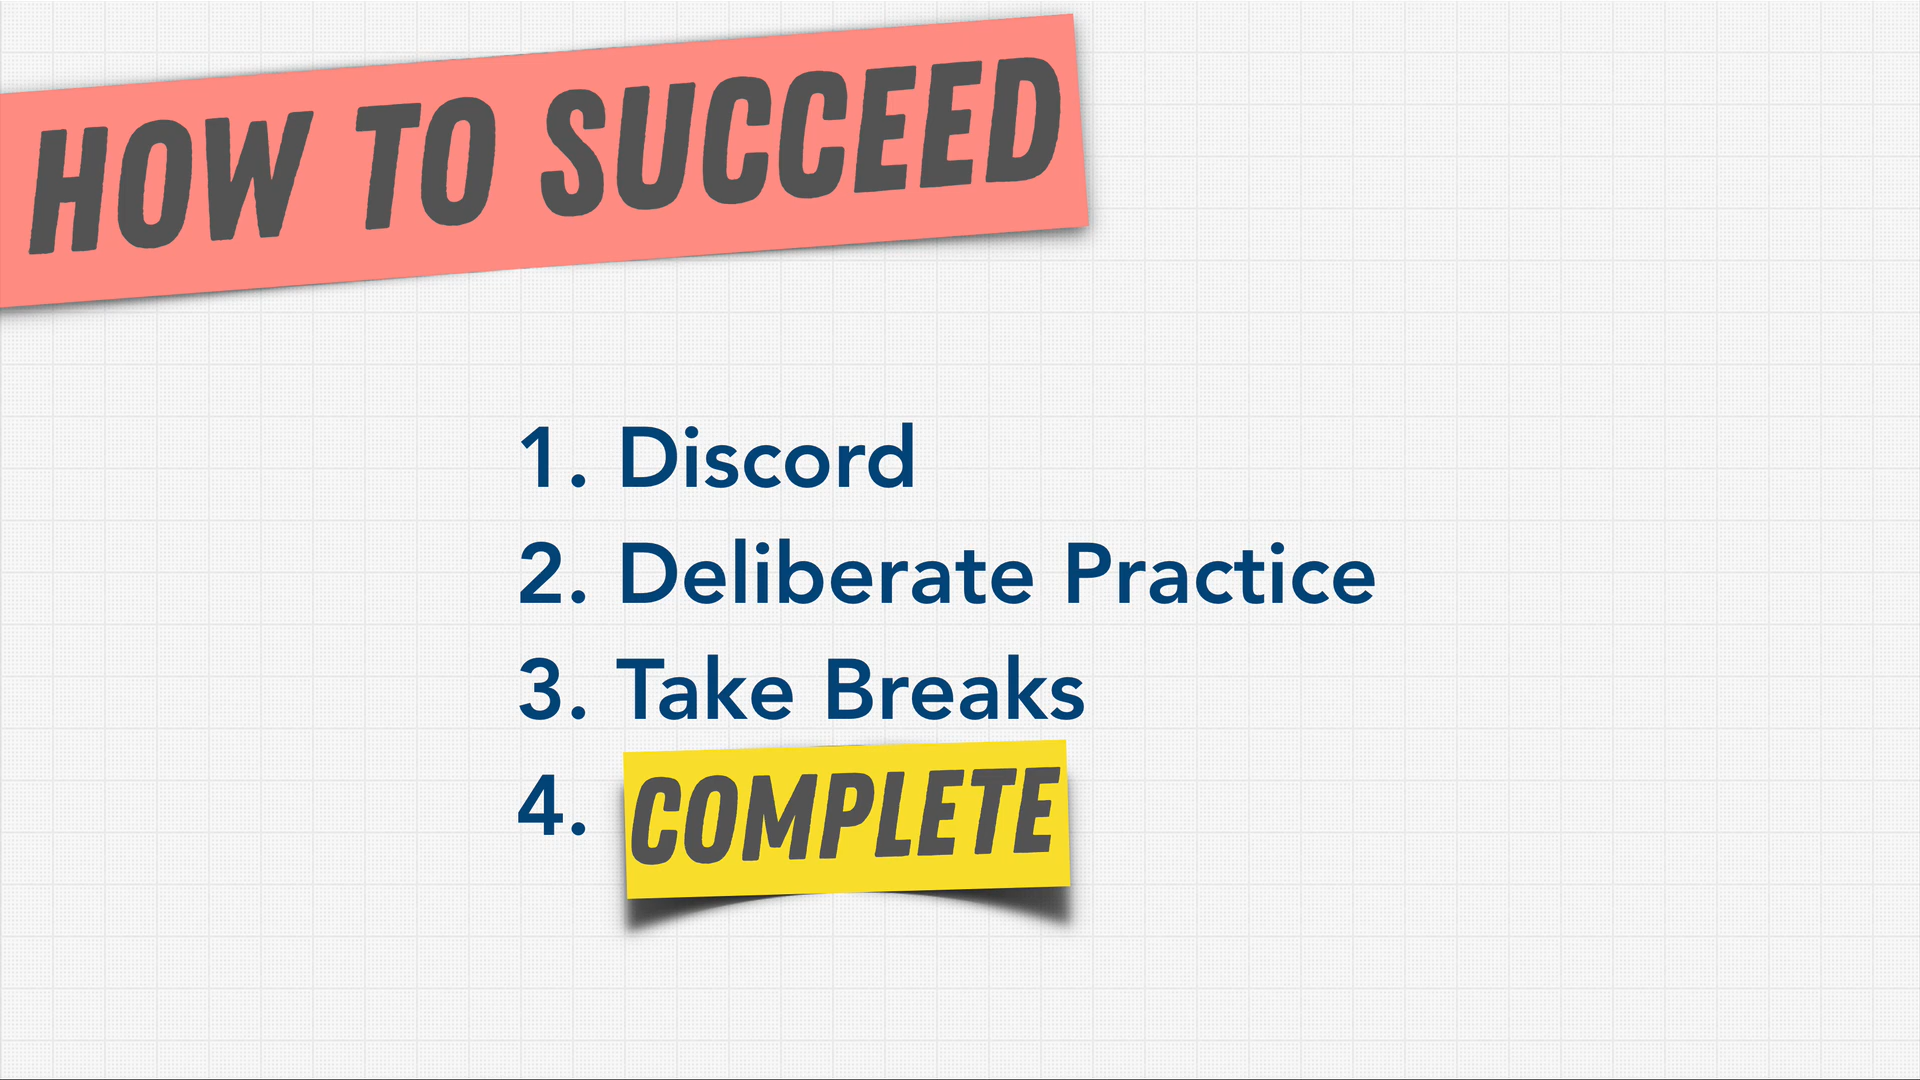 HOW TO SUCCEED
1. Discord
2. Deliberate Practice
3. Take Breaks
4. COMPLETE